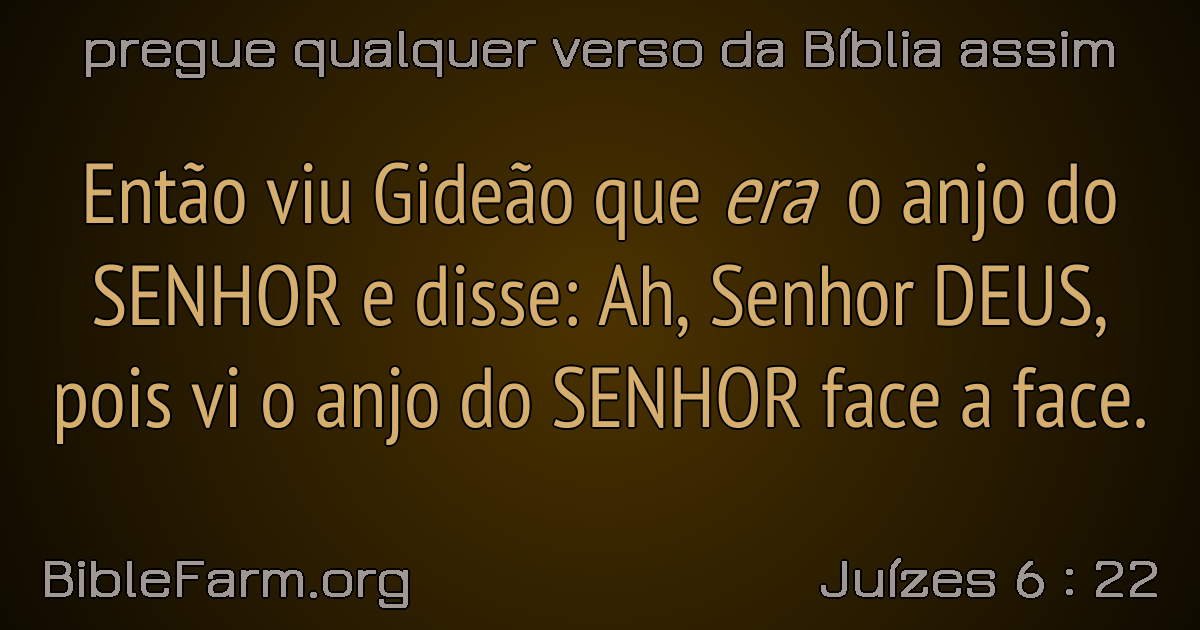 pregue qualquer verso da Bíblia assim
Então viu Gideão que era o anjo do
SENHOR e disse: Ah, Senhor DEUS,
pois vi o anjo do SENHOR face a face.
BibleFarm.org
Juízes 6 : 22